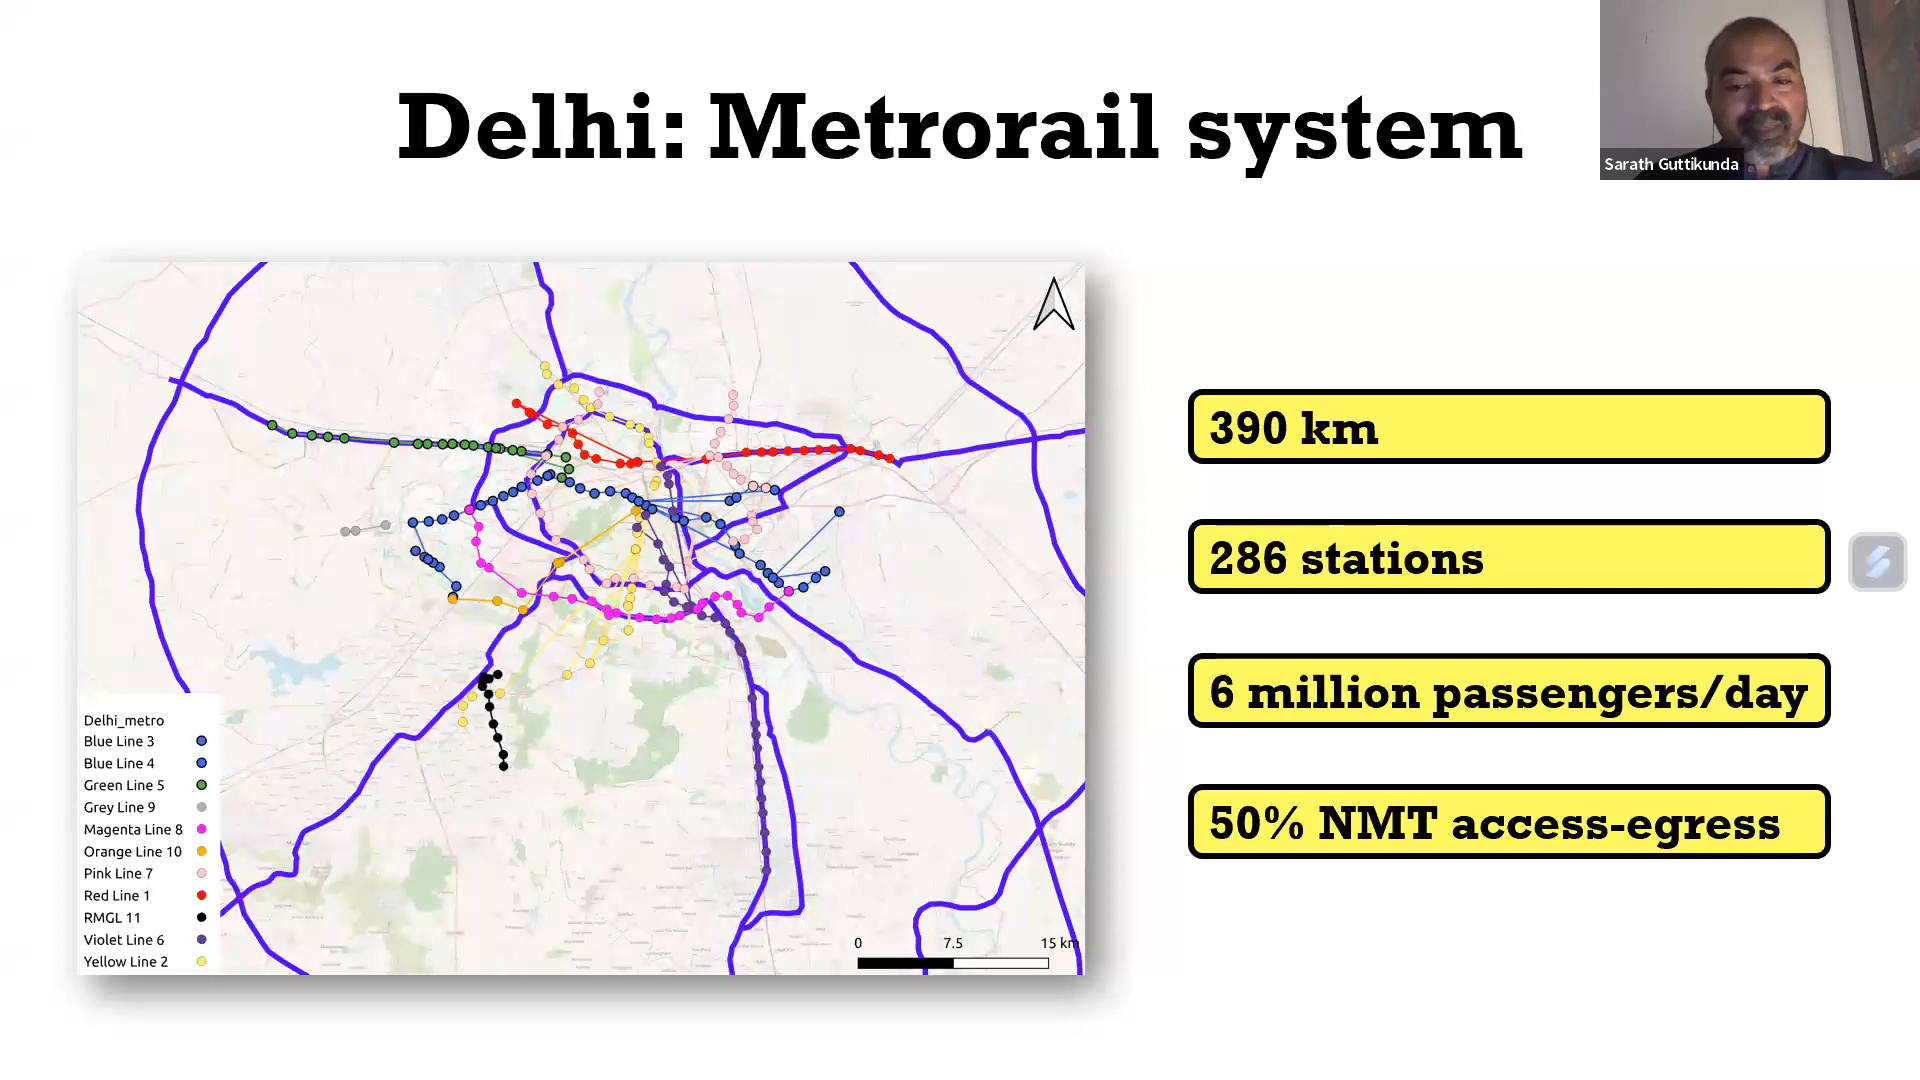 Delhi: Metrorail system
Sarath Guttikunda
390 km
286 stations
6 million passengers/day
50% NMT access-egress
Delhi_metro
Blue Line 3
Blue Line 4
Green Line 5
Grey Line 9
Magenta Line 8
Orange Line 10
Pink Line 7
Red Line 1
RMGL 11
Violet Line 6
Yellow Line 2
0 7.5 15 km